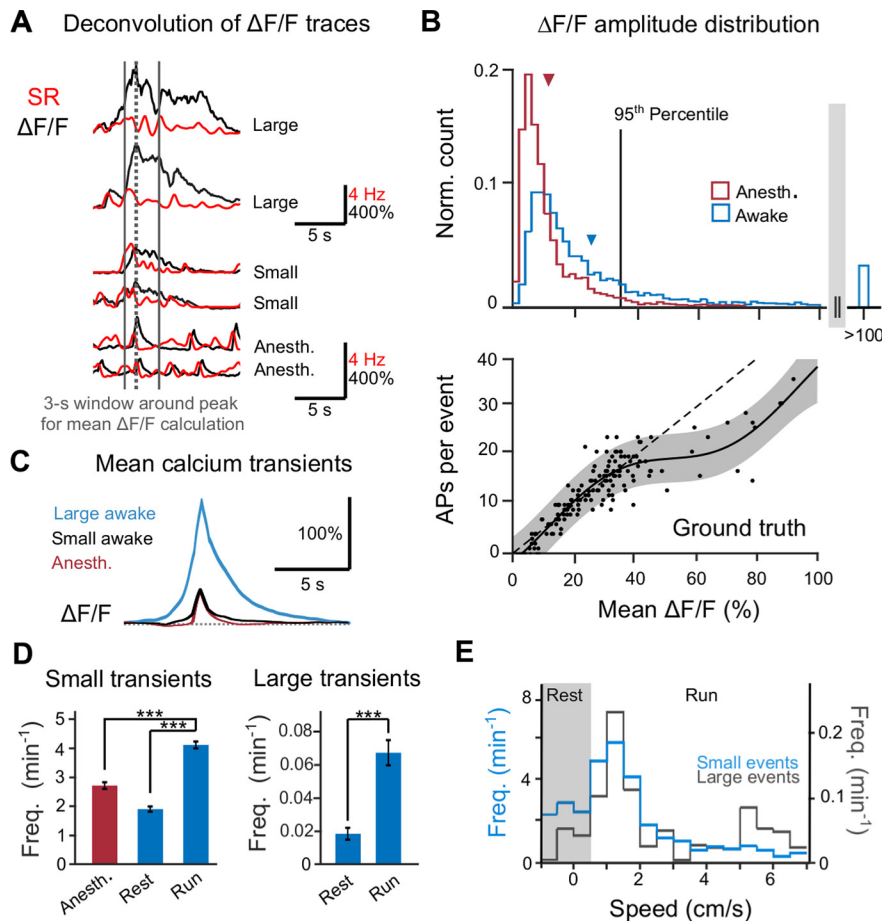 A
Deconvolution of ΔF/F traces
SR
ΔF/F
Large
Large
4 Hz
400%
5 s
Small
Small
Anesth.
Anesth.
4 Hz
400%
5 s
3-s window around peak
for mean ΔF/F calculation
B
ΔF/F amplitude distribution
0.2
0.1
0
Norm. count
95th Percentile
Anesth.
Awake
>100
40
30
20
10
0
APs per event
Ground truth
0 20 40 60 80 100
Mean ΔF/F (%)
C
Mean calcium transients
Large awake
Small awake
Anesth.
100%
5 s
ΔF/F
D
Small transients
5
4
3
2
1
0
Freq. (min-1)
***
***
Anesth.
Rest
Run
Large transients
0.08
0.06
0.04
0.02
0
Freq. (min-1)
***
Rest
Run
E
8
4
0
Freq. (min-1)
Rest
Run
Small events
Large events
0.2
0.1
0
Freq. (min-1)
0 2 4 6
Speed (cm/s)